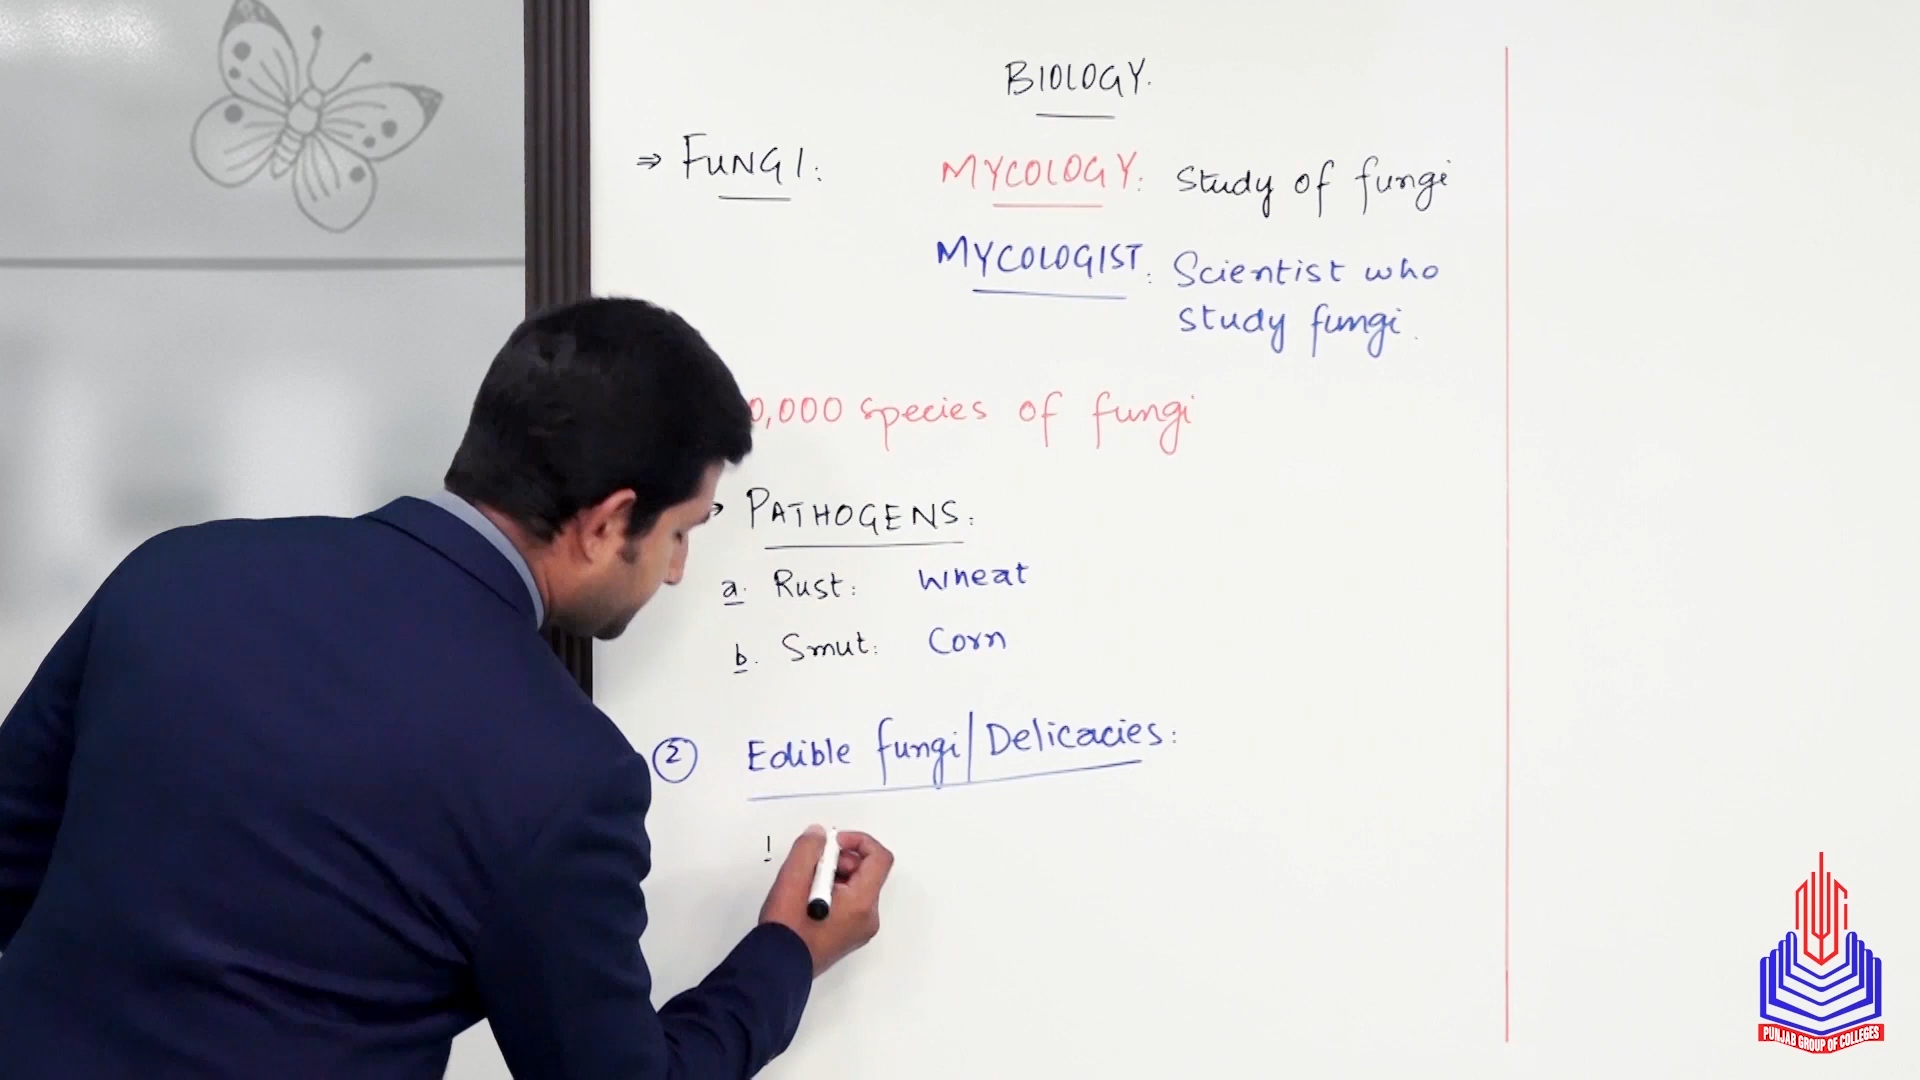 BIOLOGY.
⇒ FUNGI:
MYCOLOGY: Study of fungi
MYCOLOGIST: Scientist who
study fungi.
0,000 species of fungi
PATHOGENS:
a. Rust: Wheat
b. Smut: Corn
2 Edible fungi/Delicacies:
1
PUNJAB GROUP OF COLLEGES